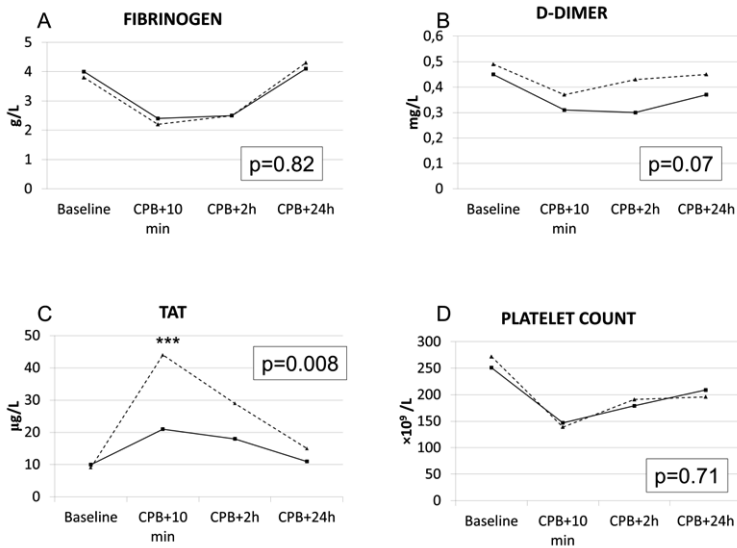 A
FIBRINOGEN
g/L
5
4
3
2
1
0
Baseline CPB+10 min CPB+2h CPB+24h
p=0.82
B
D-DIMER
mg/L
0,6
0,5
0,4
0,3
0,2
0,1
0
Baseline CPB+10 min CPB+2h CPB+24h
p=0.07
C
TAT
µg/L
50
40
30
20
10
0
***
Baseline CPB+10 min CPB+2h CPB+24h
p=0.008
D
PLATELET COUNT
×10⁹ /L
300
250
200
150
100
50
0
Baseline CPB+10 min CPB+2h CPB+24h
p=0.71